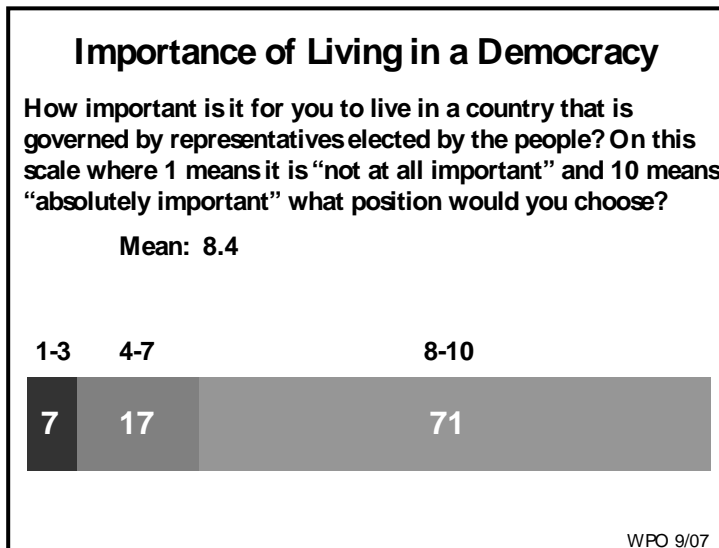 Importance of Living in a Democracy
How important is it for you to live in a country that is
governed by representatives elected by the people? On this
scale where 1 means it is “not at all important” and 10 means
“absolutely important” what position would you choose?
Mean: 8.4
1-3 4-7 8-10
7 17 71
WPO 9/07